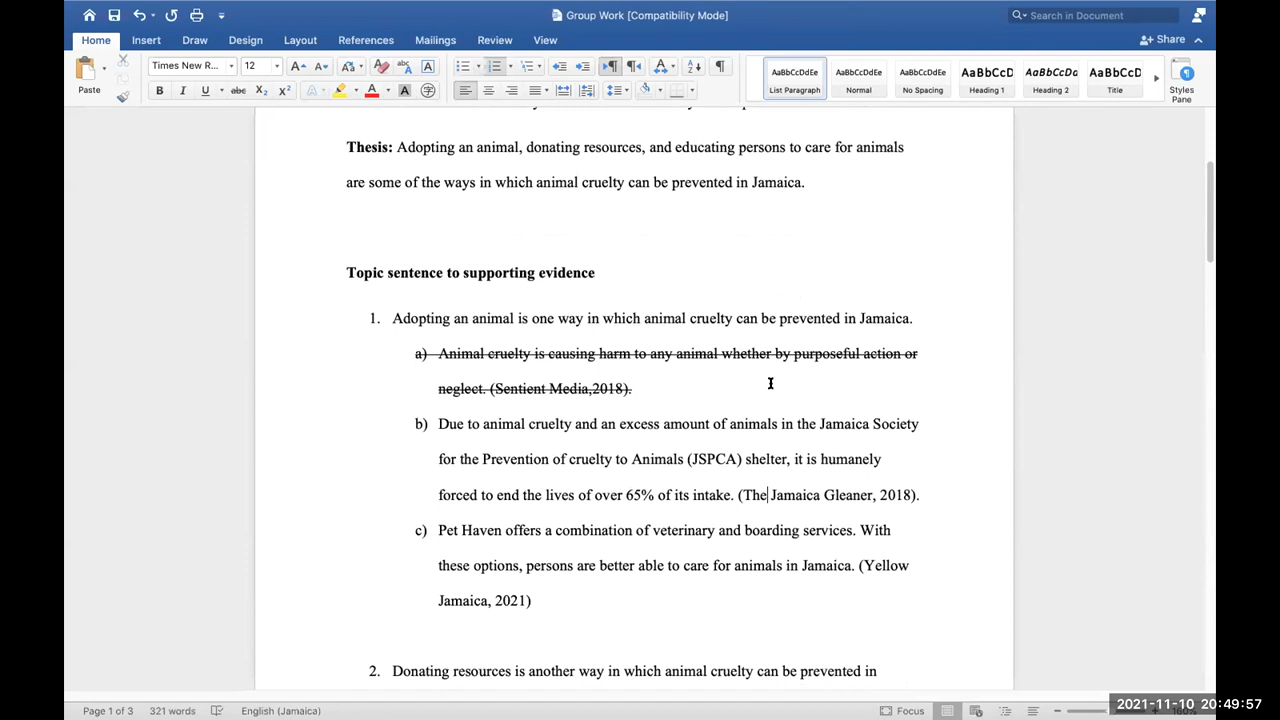 Group Work [Compatibility Mode]
Search in Document
Home Insert Draw Design Layout References Mailings Review View
Share
Times New R... 12
Paste
AaBbCcDdEe AaBbCcDdEe AaBbCcDdEe AaBbCcD AaBbCcDd AaBbCcD
List Paragraph Normal No Spacing Heading 1 Heading 2 Title
Styles
Pane
Thesis: Adopting an animal, donating resources, and educating persons to care for animals
are some of the ways in which animal cruelty can be prevented in Jamaica.
Topic sentence to supporting evidence
1. Adopting an animal is one way in which animal cruelty can be prevented in Jamaica.
a) Animal cruelty is causing harm to any animal whether by purposeful action or
neglect. (Sentient Media,2018).
b) Due to animal cruelty and an excess amount of animals in the Jamaica Society
for the Prevention of cruelty to Animals (JSPCA) shelter, it is humanely
forced to end the lives of over 65% of its intake. (The Jamaica Gleaner, 2018).
c) Pet Haven offers a combination of veterinary and boarding services. With
these options, persons are better able to care for animals in Jamaica. (Yellow
Jamaica, 2021)
2. Donating resources is another way in which animal cruelty can be prevented in
Page 1 of 3 321 words English (Jamaica) Focus
2021-11-10 20:49:57